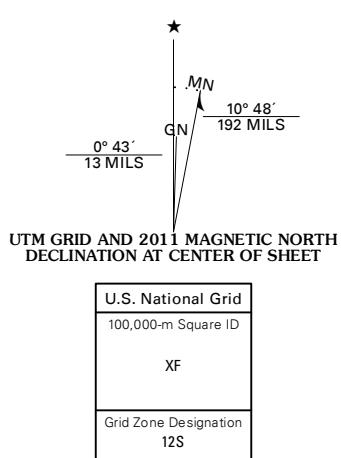 ★
MN
10° 48´
192 MILS
GN
0° 43´
13 MILS
UTM GRID AND 2011 MAGNETIC NORTH
DECLINATION AT CENTER OF SHEET
U.S. National Grid
100,000-m Square ID
XF
Grid Zone Designation
12S